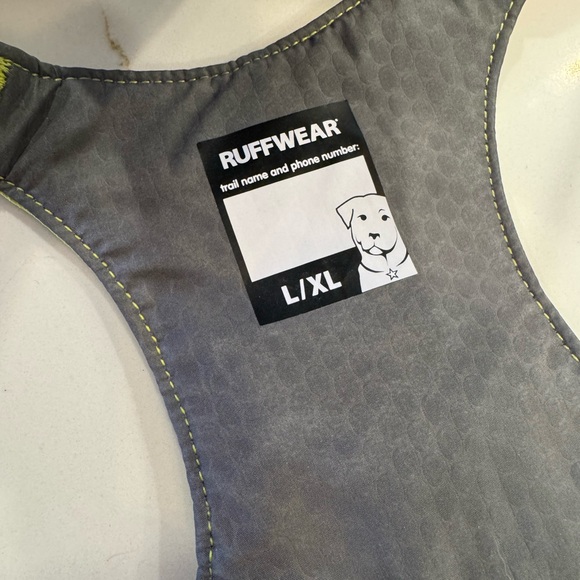 RUFFWEAR
trail name and phone number:
L/XL